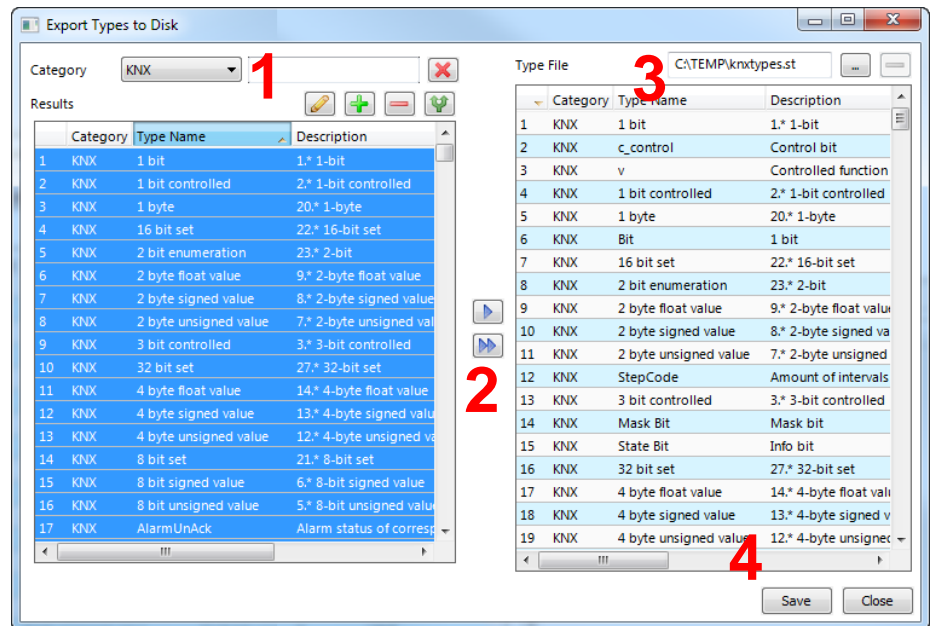 Export Types to Disk
Category KNX 1
Results
Category Type Name Description
1 KNX 1 bit 1.* 1-bit
2 KNX 1 bit controlled 2.* 1-bit controlled
3 KNX 1 byte 20.* 1-byte
4 KNX 16 bit set 22.* 16-bit set
5 KNX 2 bit enumeration 23.* 2-bit
6 KNX 2 byte float value 9.* 2-byte float value
7 KNX 2 byte signed value 8.* 2-byte signed value
8 KNX 2 byte unsigned value 7.* 2-byte unsigned val
9 KNX 3 bit controlled 3.* 3-bit controlled
10 KNX 32 bit set 27.* 32-bit set
11 KNX 4 byte float value 14.* 4-byte float value
12 KNX 4 byte signed value 13.* 4-byte signed valu
13 KNX 4 byte unsigned value 12.* 4-byte unsigned va
14 KNX 8 bit set 21.* 8-bit set
15 KNX 8 bit signed value 6.* 8-bit signed value
16 KNX 8 bit unsigned value 5.* 8-bit unsigned value
17 KNX AlarmUnAck Alarm status of corresp
2
Type File 3 C:\TEMP\knxtypes.st ...
Category Type Name Description
1 KNX 1 bit 1.* 1-bit
2 KNX c_control Control bit
3 KNX v Controlled function
4 KNX 1 bit controlled 2.* 1-bit controlled
5 KNX 1 byte 20.* 1-byte
6 KNX Bit 1 bit
7 KNX 16 bit set 22.* 16-bit set
8 KNX 2 bit enumeration 23.* 2-bit
9 KNX 2 byte float value 9.* 2-byte float value
10 KNX 2 byte signed value 8.* 2-byte signed va
11 KNX 2 byte unsigned value 7.* 2-byte unsigned
12 KNX StepCode Amount of intervals
13 KNX 3 bit controlled 3.* 3-bit controlled
14 KNX Mask Bit Mask bit
15 KNX State Bit Info bit
16 KNX 32 bit set 27.* 32-bit set
17 KNX 4 byte float value 14.* 4-byte float valu
18 KNX 4 byte signed value 13.* 4-byte signed v
19 KNX 4 byte unsigned value 12.* 4-byte unsigned
4
Save Close